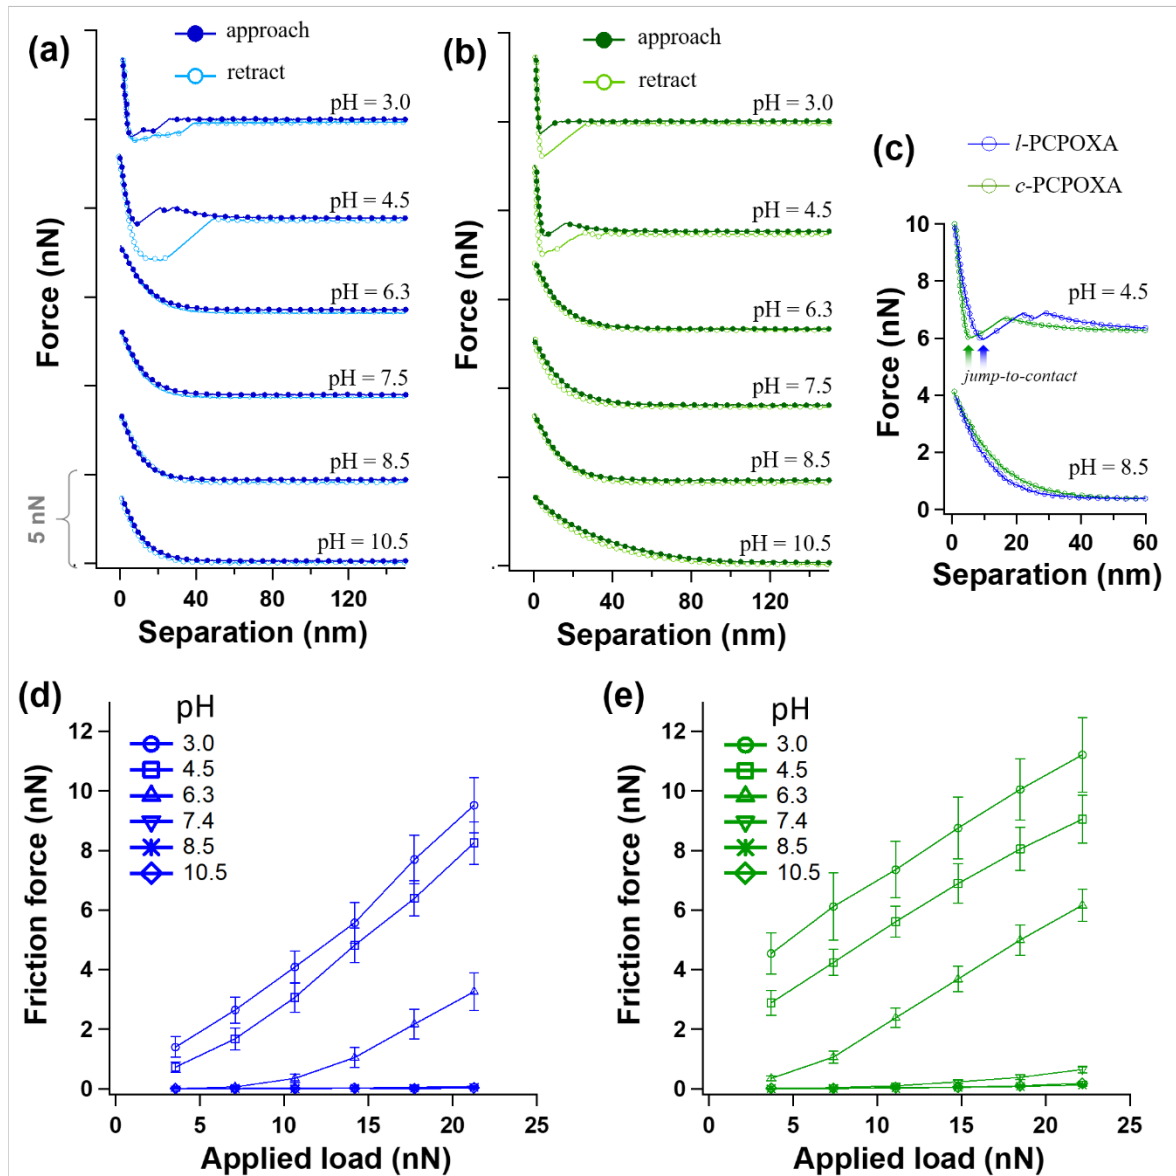 (a)
approach
retract
pH = 3.0
pH = 4.5
pH = 6.3
pH = 7.5
pH = 8.5
pH = 10.5
5 nN
Force (nN)
0 40 80 120
Separation (nm)
(b)
approach
retract
pH = 3.0
pH = 4.5
pH = 6.3
pH = 7.5
pH = 8.5
pH = 10.5
Force (nN)
0 40 80 120
Separation (nm)
(c)
l-PCPOXA
c-PCPOXA
10
8
6
4
2
0
pH = 4.5
jump-to-contact
pH = 8.5
Force (nN)
0 20 40 60
Separation (nm)
(d)
pH
3.0
4.5
6.3
7.4
8.5
10.5
12
10
8
6
4
2
0
Friction force (nN)
0 5 10 15 20 25
Applied load (nN)
(e)
pH
3.0
4.5
6.3
7.4
8.5
10.5
12
10
8
6
4
2
0
Friction force (nN)
0 5 10 15 20 25
Applied load (nN)